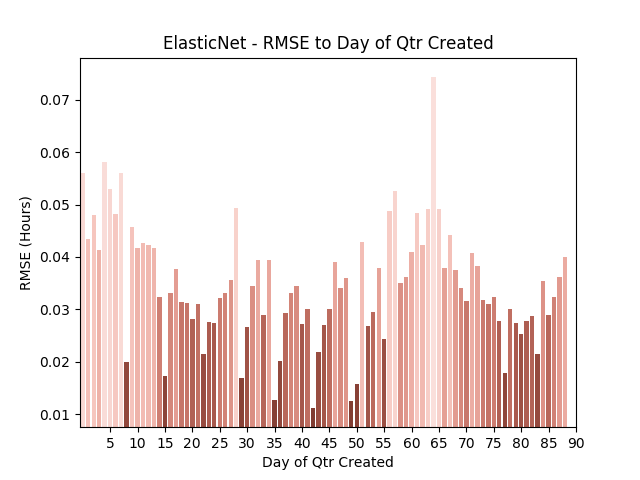 ElasticNet - RMSE to Day of Qtr Created
0.07
0.06
0.05
0.04
0.03
0.02
0.01
RMSE (Hours)
5 10 15 20 25 30 35 40 45 50 55 60 65 70 75 80 85 90
Day of Qtr Created